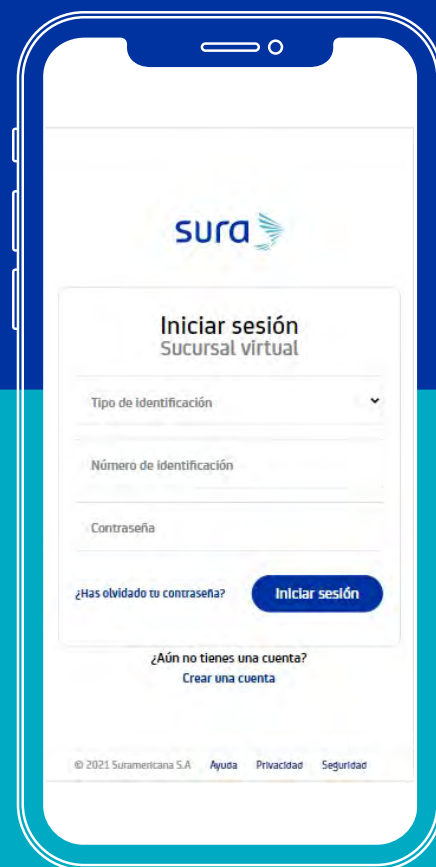 sura
Iniciar sesión
Sucursal virtual
Tipo de identificación
Número de identificación
Contraseña
¿Has olvidado tu contraseña? Iniciar sesión
¿Aún no tienes una cuenta?
Crear una cuenta
© 2021 Suramericana S.A Ayuda Privacidad Seguridad